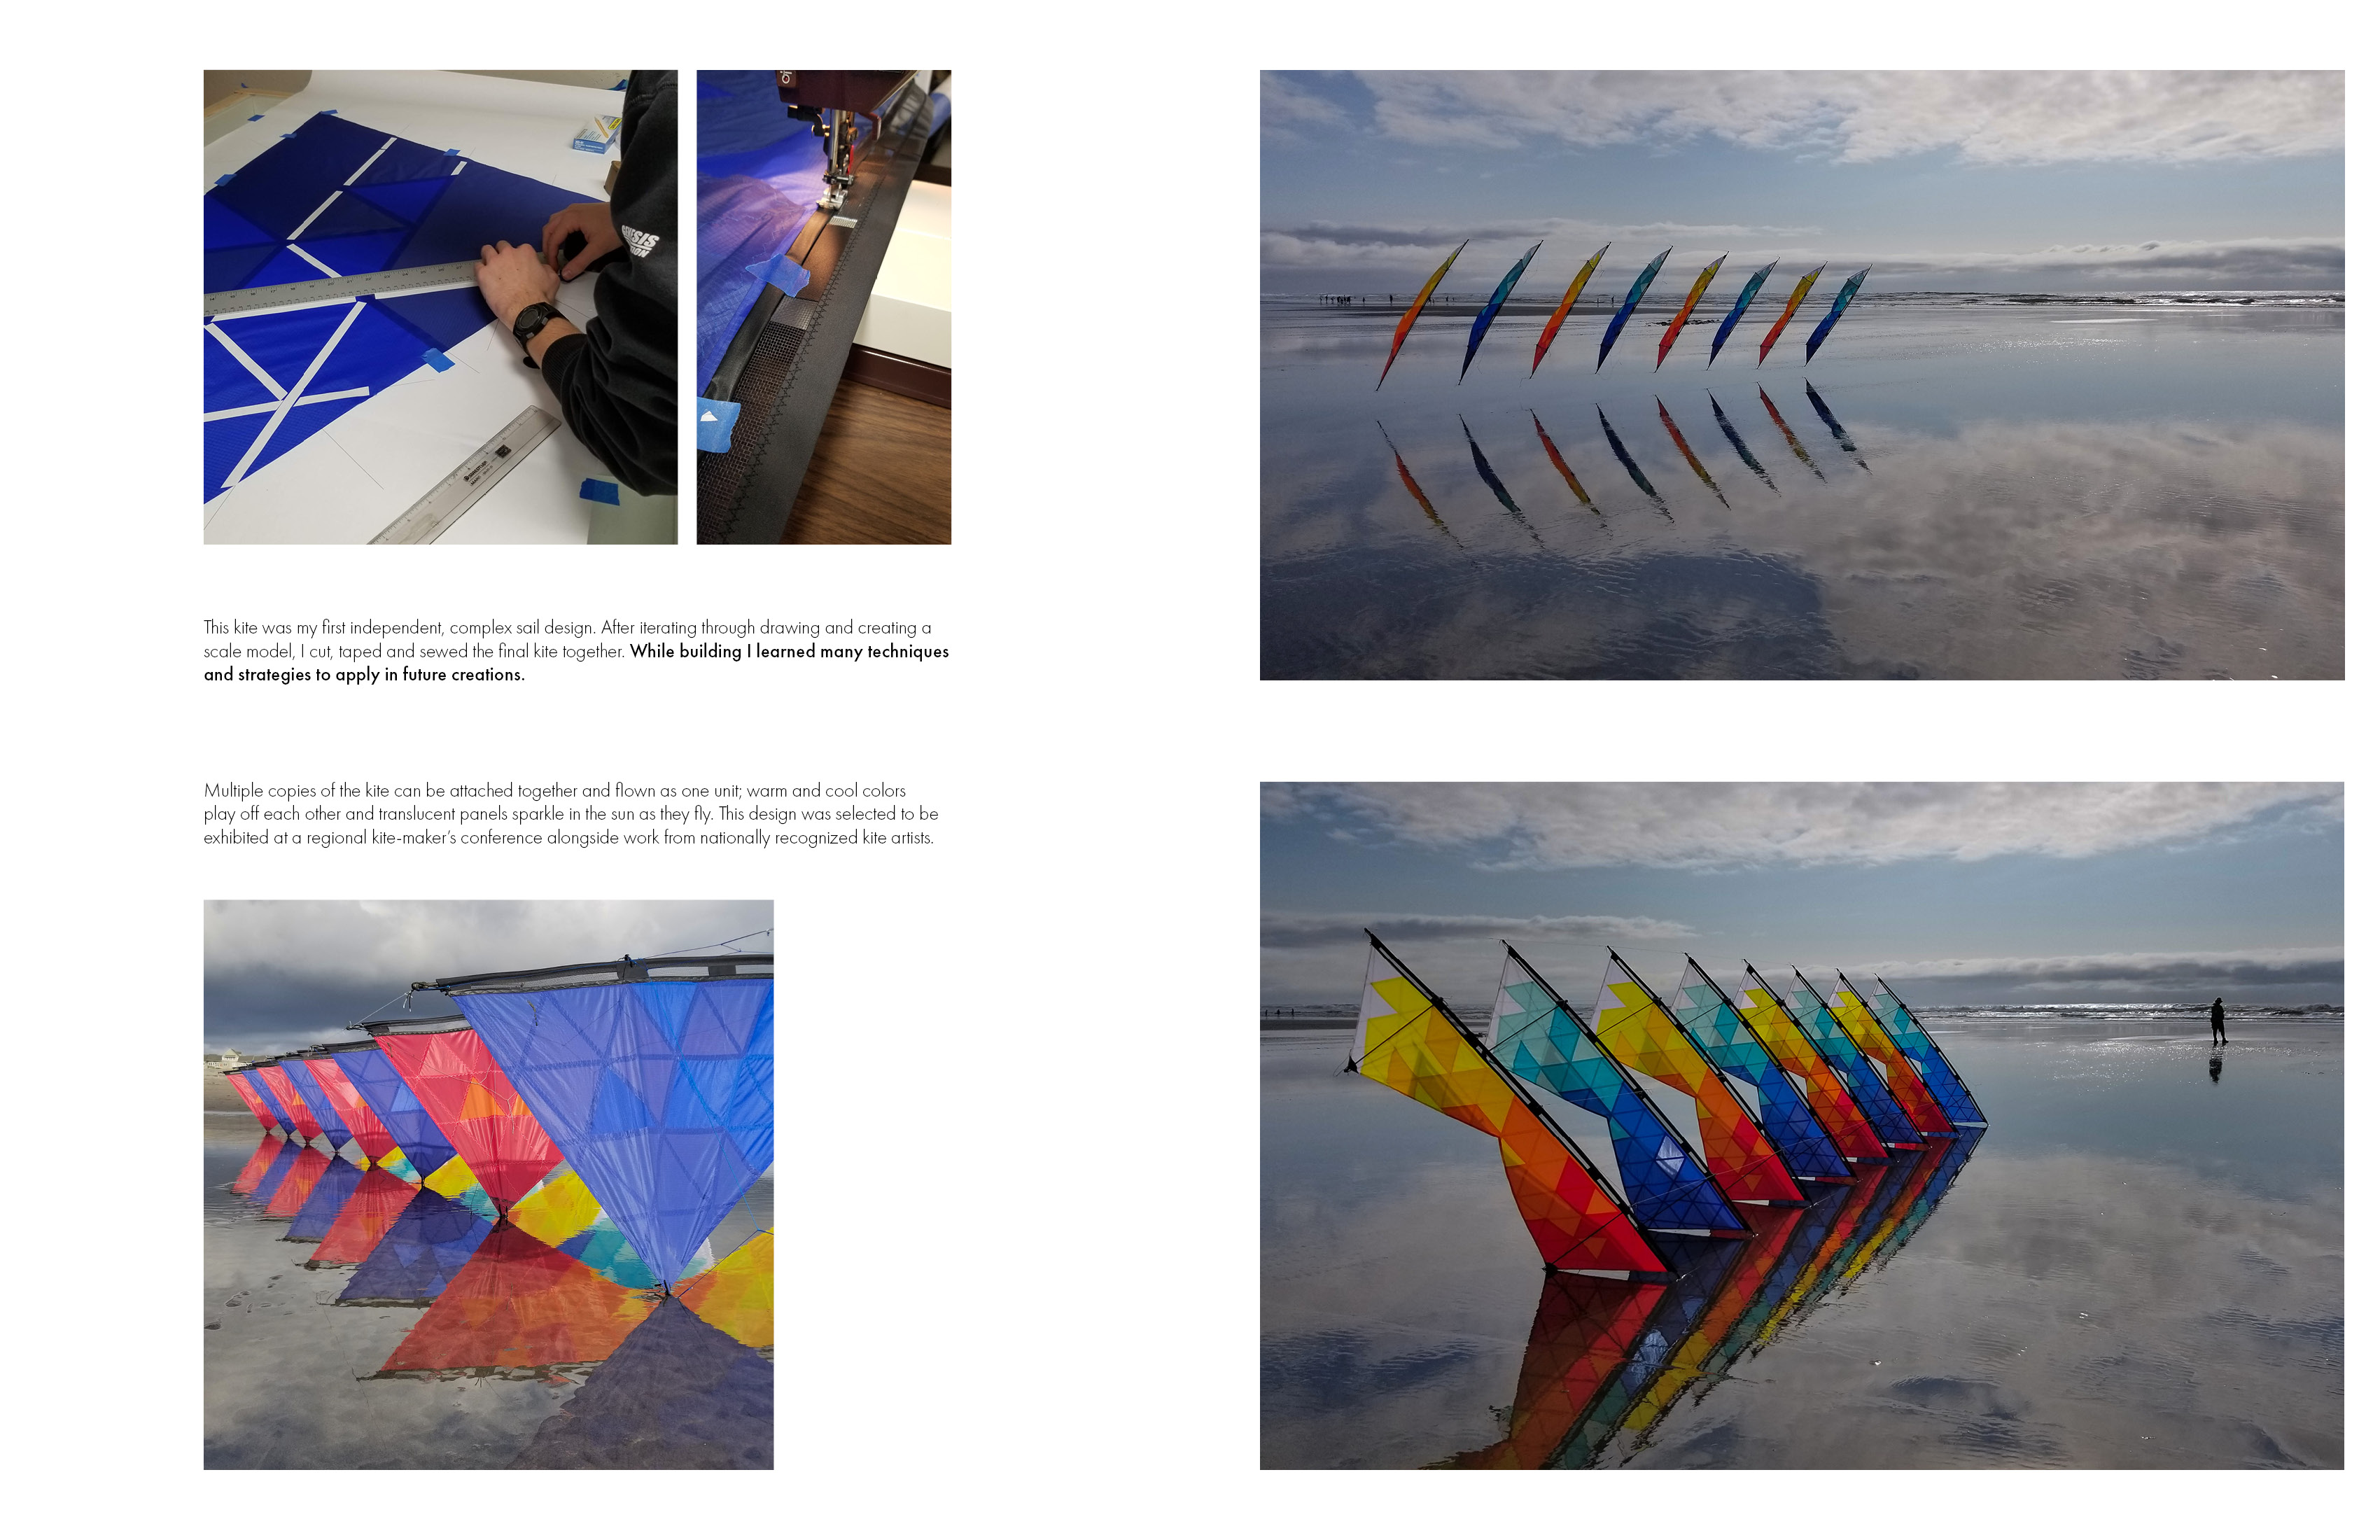 This kite was my first independent, complex sail design. After iterating through drawing and creating a
scale model, I cut, taped and sewed the final kite together. While building I learned many techniques
and strategies to apply in future creations.
Multiple copies of the kite can be attached together and flown as one unit; warm and cool colors
play off each other and translucent panels sparkle in the sun as they fly. This design was selected to be
exhibited at a regional kite-maker’s conference alongside work from nationally recognized kite artists.